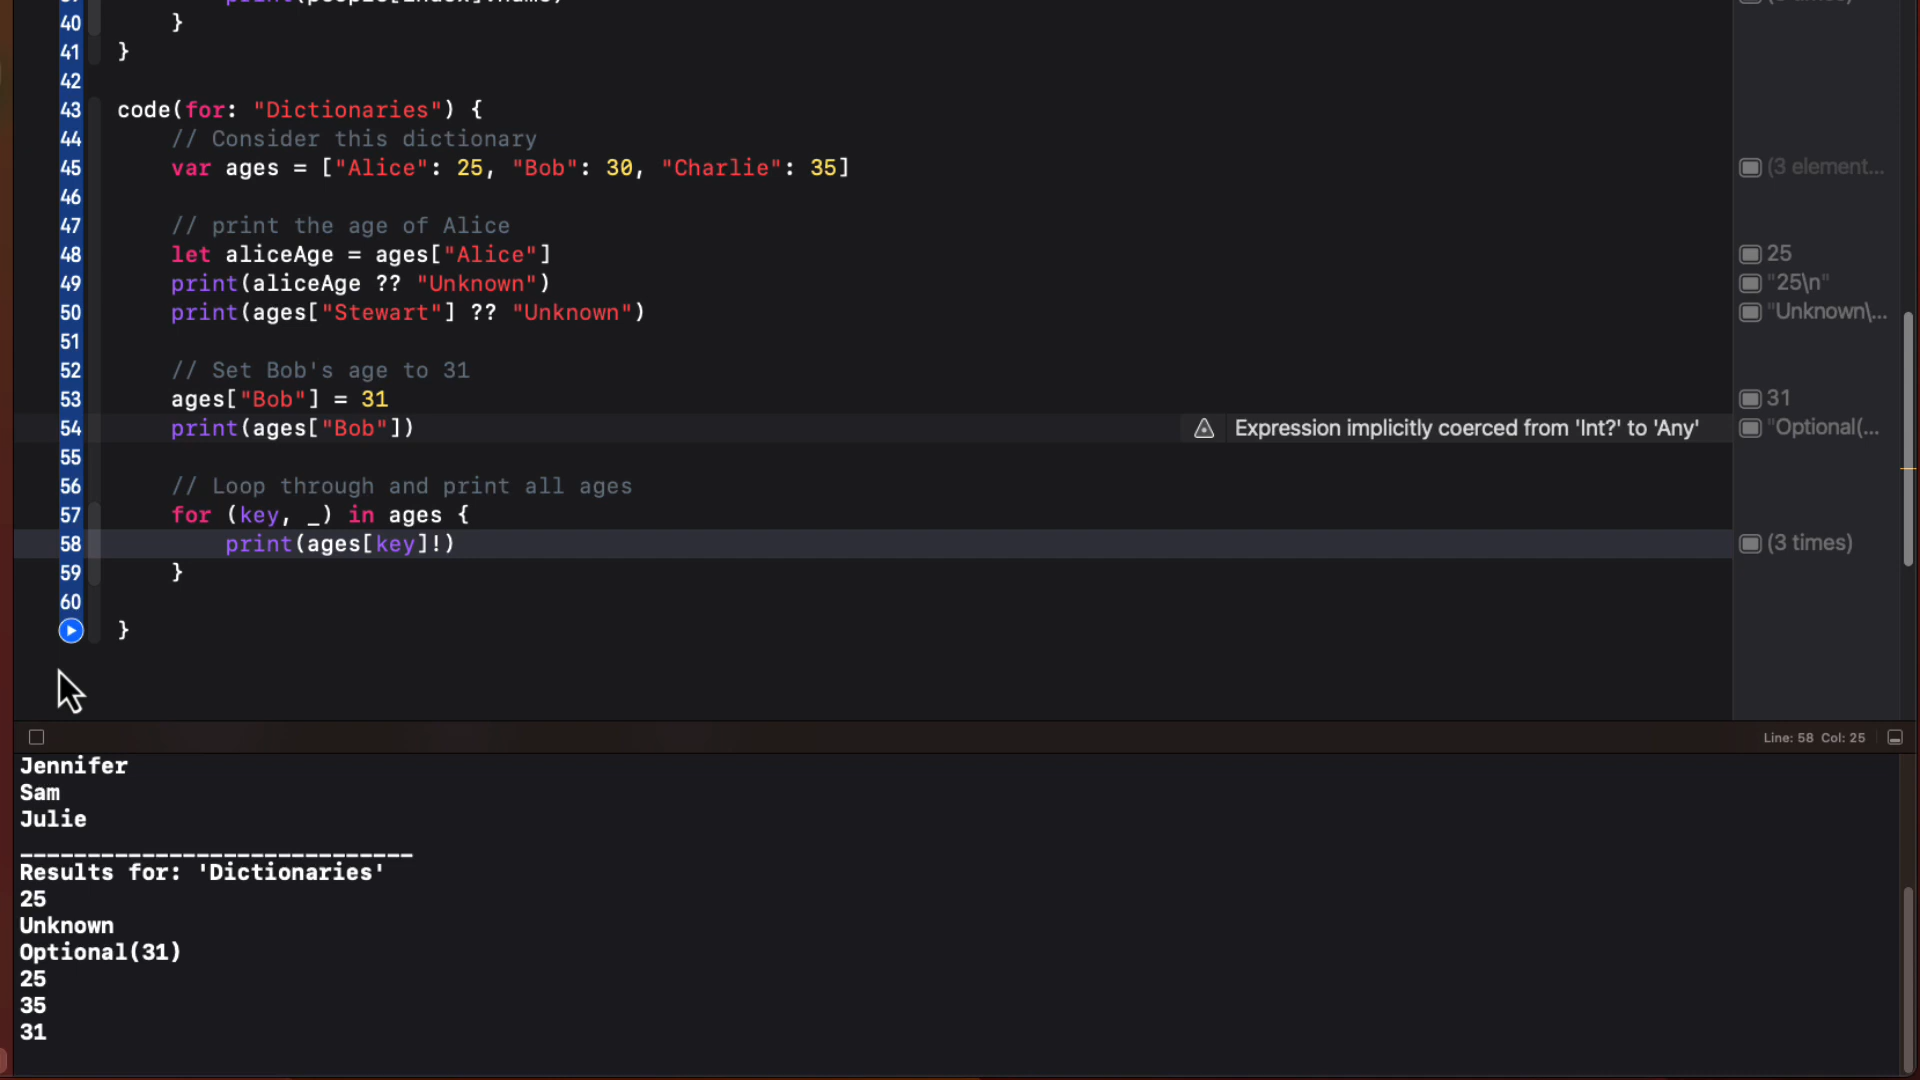 40 }
41 }
42
43 code(for: "Dictionaries") {
44 // Consider this dictionary
45 var ages = ["Alice": 25, "Bob": 30, "Charlie": 35]
(3 element...
46
47 // print the age of Alice
48 let aliceAge = ages["Alice"]
25
49 print(aliceAge ?? "Unknown")
"25\n"
50 print(ages["Stewart"] ?? "Unknown")
"Unknown\...
51
52 // Set Bob's age to 31
53 ages["Bob"] = 31
31
54 print(ages["Bob"])
Expression implicitly coerced from 'Int?' to 'Any'
"Optional(...
55
56 // Loop through and print all ages
57 for (key, _) in ages {
58 print(ages[key]!)
(3 times)
59 }
60
}
Line: 58 Col: 25
Jennifer
Sam
Julie
_____________________________
Results for: 'Dictionaries'
25
Unknown
Optional(31)
25
35
31